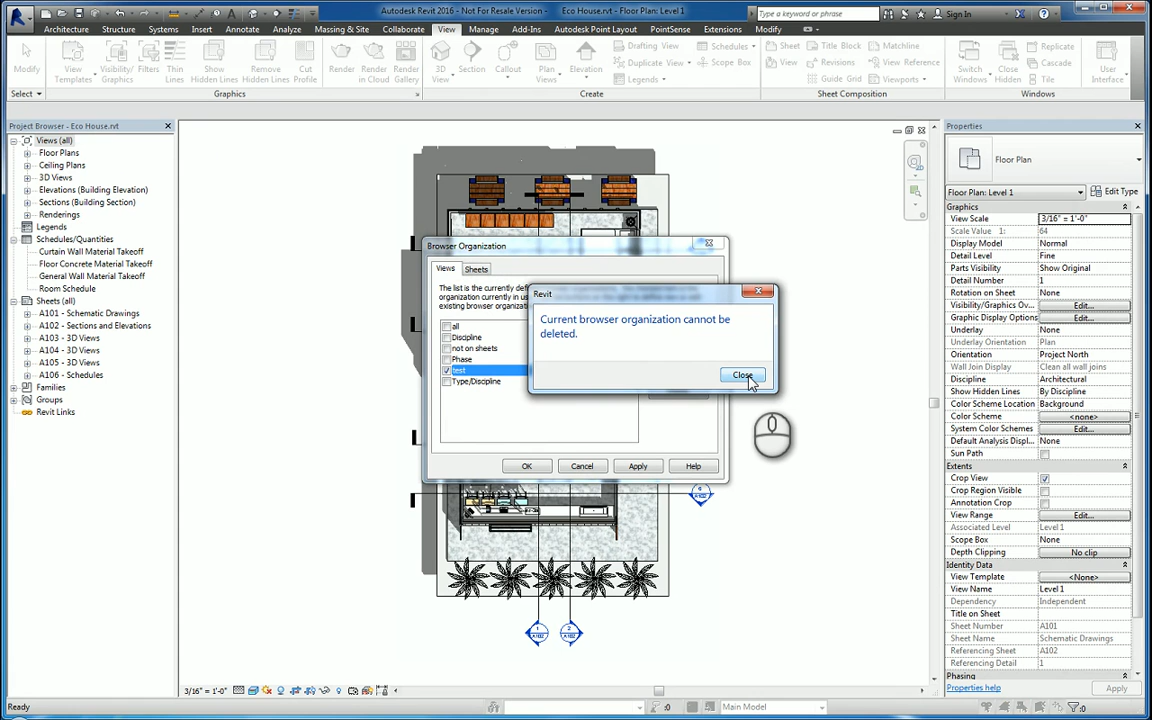 Autodesk Revit 2016 - Not For Resale Version -    Eco House.rvt - Floor Plan: Level 1
Type a keyword or phrase
Sign In
Architecture Structure Systems Insert Annotate Analyze Massing & Site Collaborate View Manage Add-Ins Autodesk Point Layout PointSense Extensions Modify
Modify
View Templates
Visibility/ Graphics
Filters
Thin Lines
Show Hidden Lines
Remove Hidden Lines
Cut Profile
Render
Render in Cloud
Render Gallery
3D View
Section
Callout
Plan Views
Elevation
Drafting View
Duplicate View
Legends
Schedules
Scope Box
Sheet
View
Title Block
Revisions
Guide Grid
Matchline
View Reference
Viewports
Switch Windows
Close Hidden
Replicate
Cascade
Tile
User Interface
Select
Graphics
Create
Sheet Composition
Windows
Project Browser - Eco House.rvt
Views (all)
Floor Plans
Ceiling Plans
3D Views
Elevations (Building Elevation)
Sections (Building Section)
Renderings
Legends
Schedules/Quantities
Curtain Wall Material Takeoff
Floor Concrete Material Takeoff
General Wall Material Takeoff
Room Schedule
Sheets (all)
A101 - Schematic Drawings
A102 - Sections and Elevations
A103 - 3D Views
A104 - 3D Views
A105 - 3D Views
A106 - Schedules
Families
Groups
Revit Links
Browser Organization
Views
Sheets
The list is the currently
organization currently in u
existing browser organizati
all
Discipline
not on sheets
Phase
test
Type/Discipline
OK
Cancel
Apply
Help
Revit
Current browser organization cannot be
deleted.
Close
Properties
Floor Plan
Floor Plan: Level 1
Edit Type
Graphics
View Scale 3/16" = 1'-0"
Scale Value 1: 64
Display Model Normal
Detail Level Fine
Parts Visibility Show Original
Detail Number 1
Rotation on Sheet None
Visibility/Graphics Ov... Edit...
Graphic Display Options Edit...
Underlay None
Underlay Orientation Plan
Orientation Project North
Wall Join Display Clean all wall joins
Discipline Architectural
Show Hidden Lines By Discipline
Color Scheme Location Background
Color Scheme <none>
System Color Schemes Edit...
Default Analysis Displ... None
Sun Path
Extents
Crop View
Crop Region Visible
Annotation Crop
View Range Edit...
Associated Level Level 1
Scope Box None
Depth Clipping No clip
Identity Data
View Template <None>
View Name Level 1
Dependency Independent
Title on Sheet
Sheet Number A101
Sheet Name Schematic Drawings
Referencing Sheet A102
Referencing Detail 1
Phasing
Properties help
Apply
3/16" = 1'-0"
Ready
:0
Main Model
:0